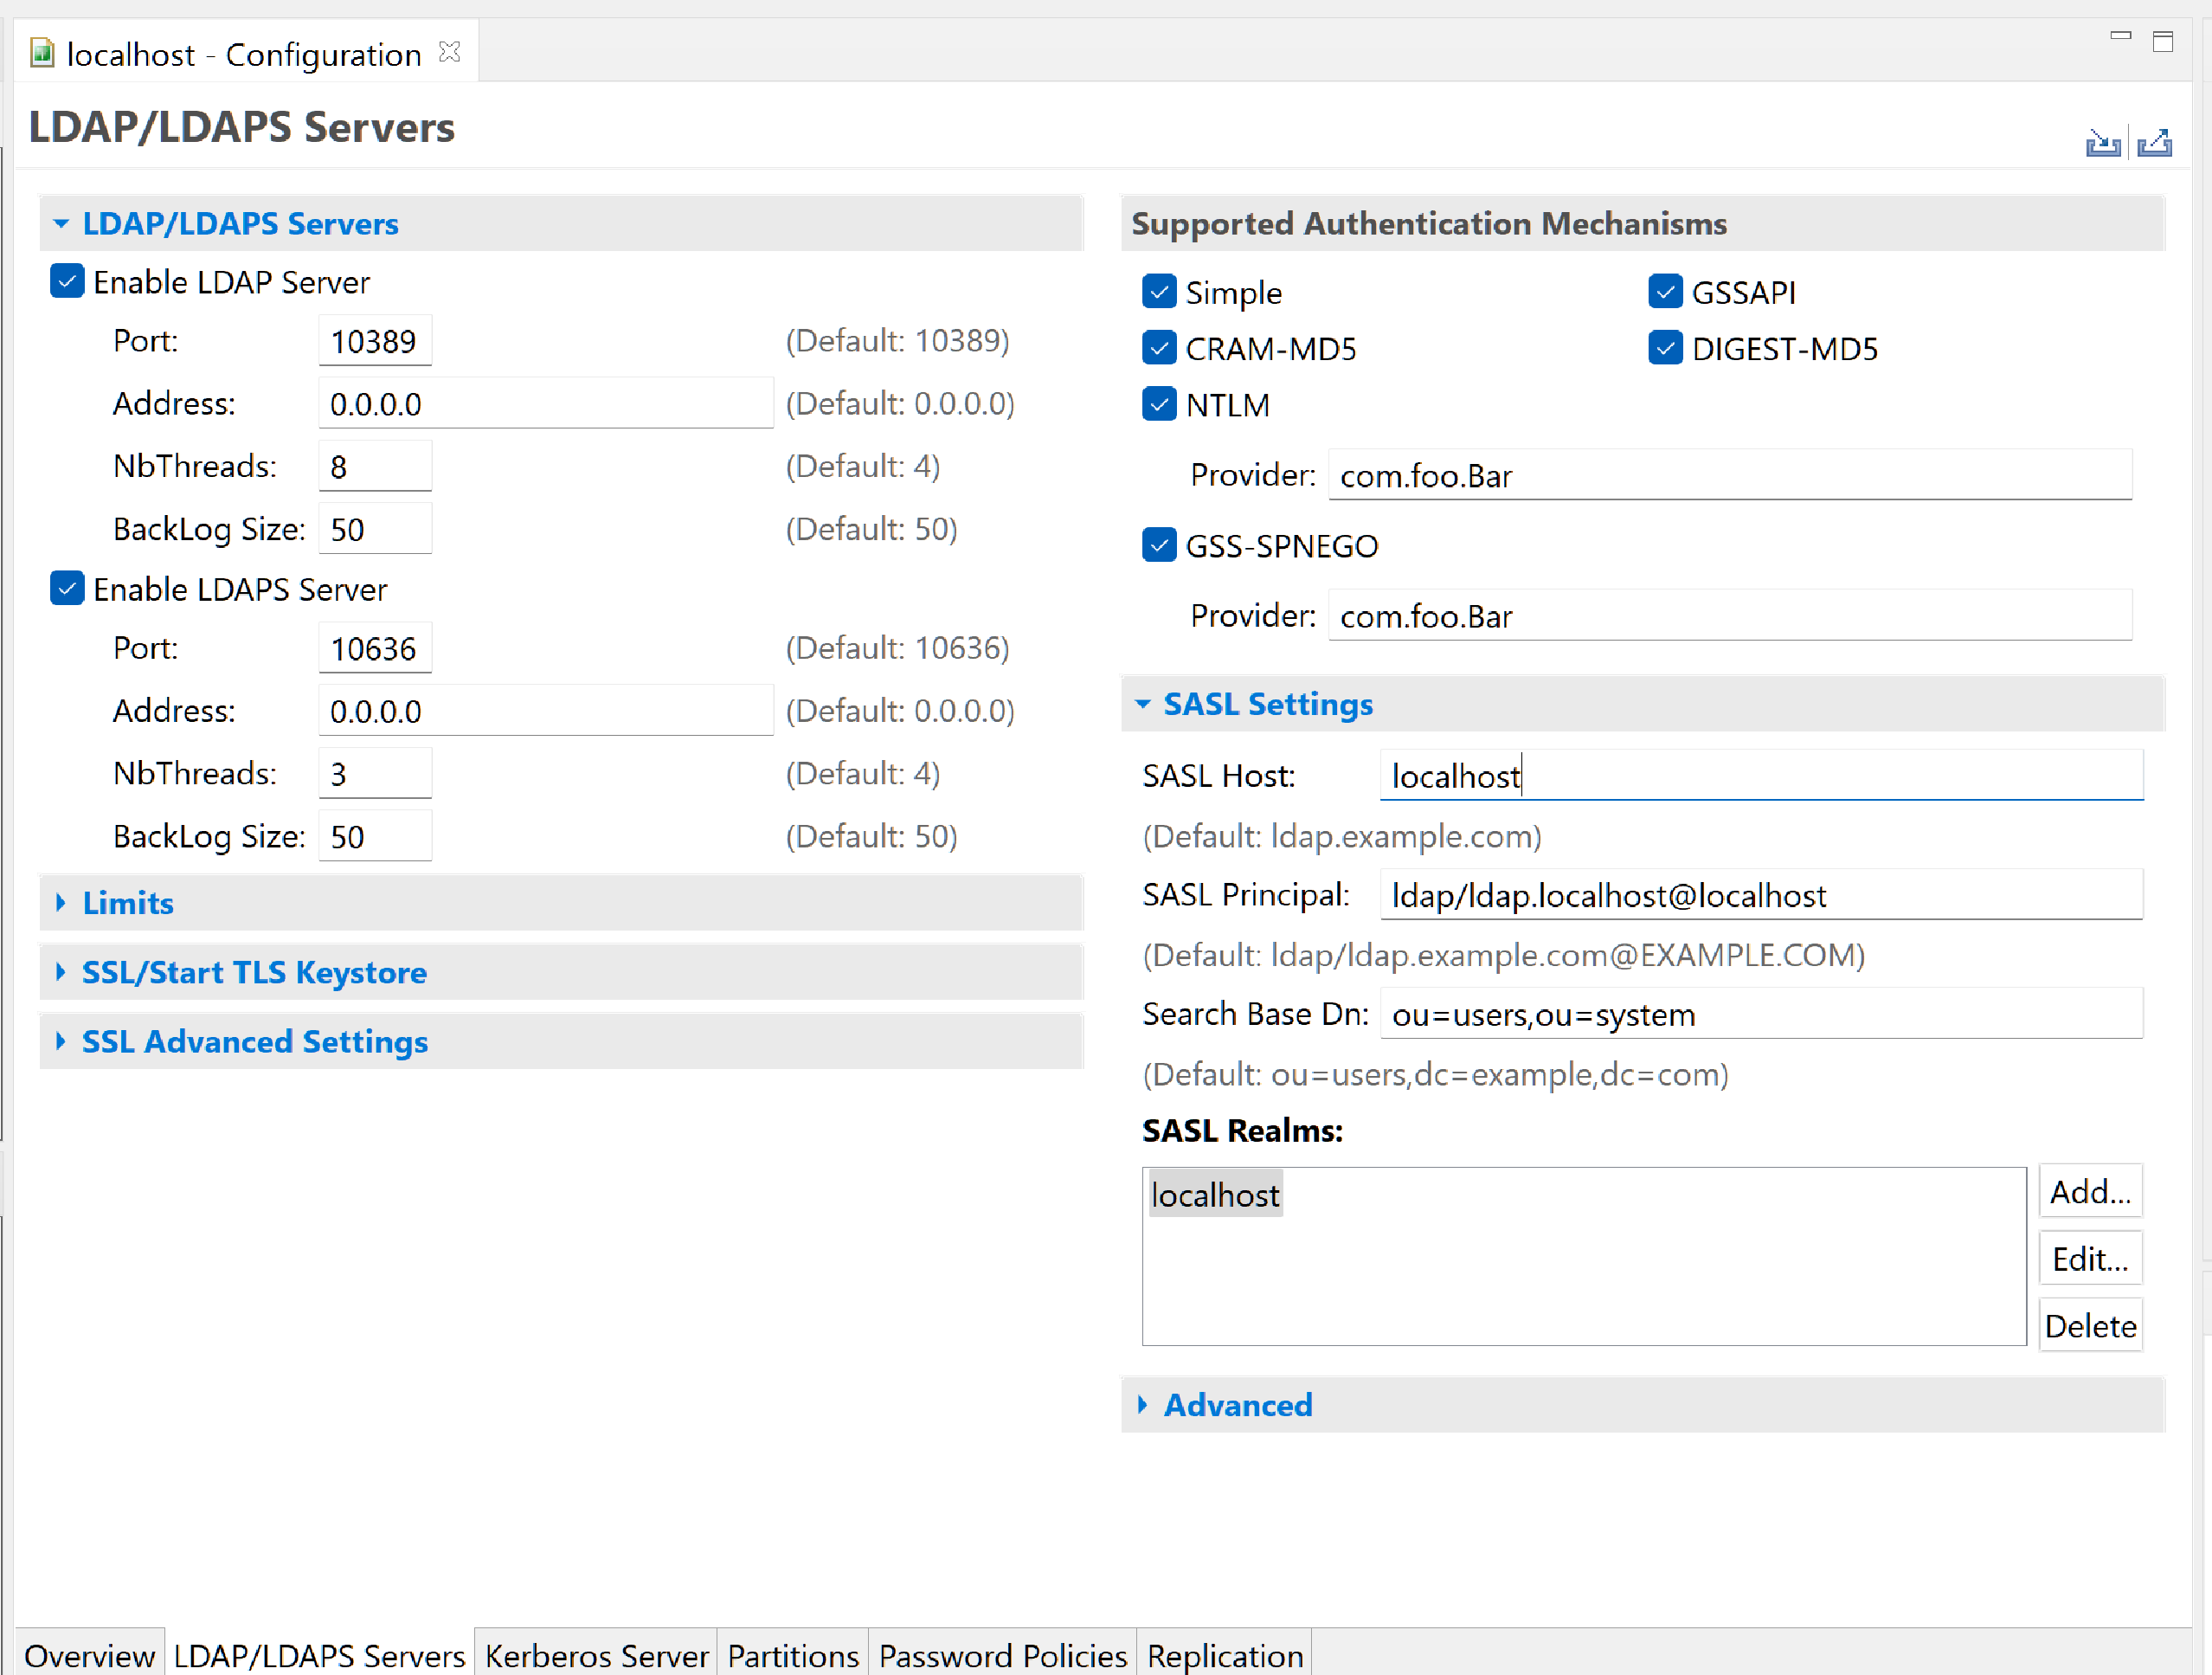 localhost - Configuration
LDAP/LDAPS Servers
LDAP/LDAPS Servers
Enable LDAP Server
Port: 10389 (Default: 10389)
Address: 0.0.0.0 (Default: 0.0.0.0)
NbThreads: 8 (Default: 4)
BackLog Size: 50 (Default: 50)
Enable LDAPS Server
Port: 10636 (Default: 10636)
Address: 0.0.0.0 (Default: 0.0.0.0)
NbThreads: 3 (Default: 4)
BackLog Size: 50 (Default: 50)
Limits
SSL/Start TLS Keystore
SSL Advanced Settings
Supported Authentication Mechanisms
Simple GSSAPI
CRAM-MD5 DIGEST-MD5
NTLM
Provider: com.foo.Bar
GSS-SPNEGO
Provider: com.foo.Bar
SASL Settings
SASL Host: localhost
(Default: ldap.example.com)
SASL Principal: ldap/ldap.localhost@localhost
(Default: ldap/ldap.example.com@EXAMPLE.COM)
Search Base Dn: ou=users,ou=system
(Default: ou=users,dc=example,dc=com)
SASL Realms:
localhost
Add...
Edit...
Delete
Advanced
Overview LDAP/LDAPS Servers Kerberos Server Partitions Password Policies Replication